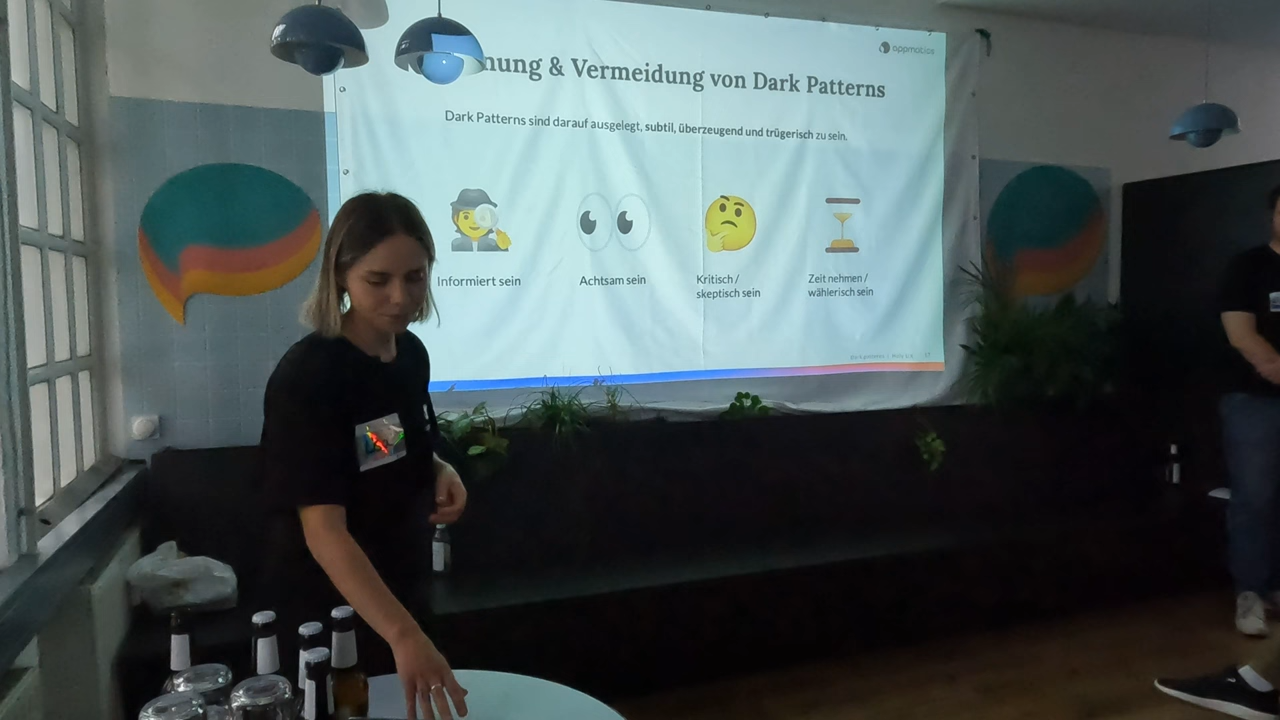 appmotion
nung & Vermeidung von Dark Patterns
Dark Patterns sind darauf ausgelegt, subtil, überzeugend und trügerisch zu sein.
Informiert sein
Achtsam sein
Kritisch /
skeptisch sein
Zeit nehmen /
wählerisch sein